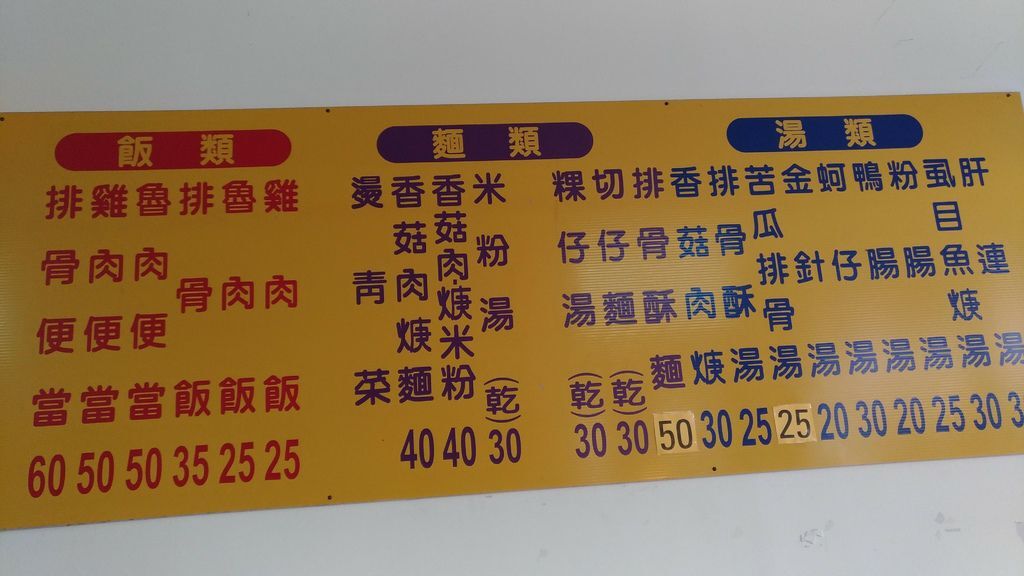 飯類
排骨便當 60
雞肉便當 50
魯肉便當 50
排骨飯 35
魯肉飯 25
雞肉飯 25
麵類
燙青菜
香菇肉焿麵 40
香菇肉焿米粉 40
米粉湯(乾) 30
粿仔湯(乾) 30
切仔麵(乾) 30
排骨酥麵 50
湯類
香菇肉焿 30
排骨酥湯 25
苦瓜排骨湯 25
金針湯 20
蚵仔湯 30
鴨腸湯 20
粉腸湯 25
虱目魚焿湯 30
肝連湯